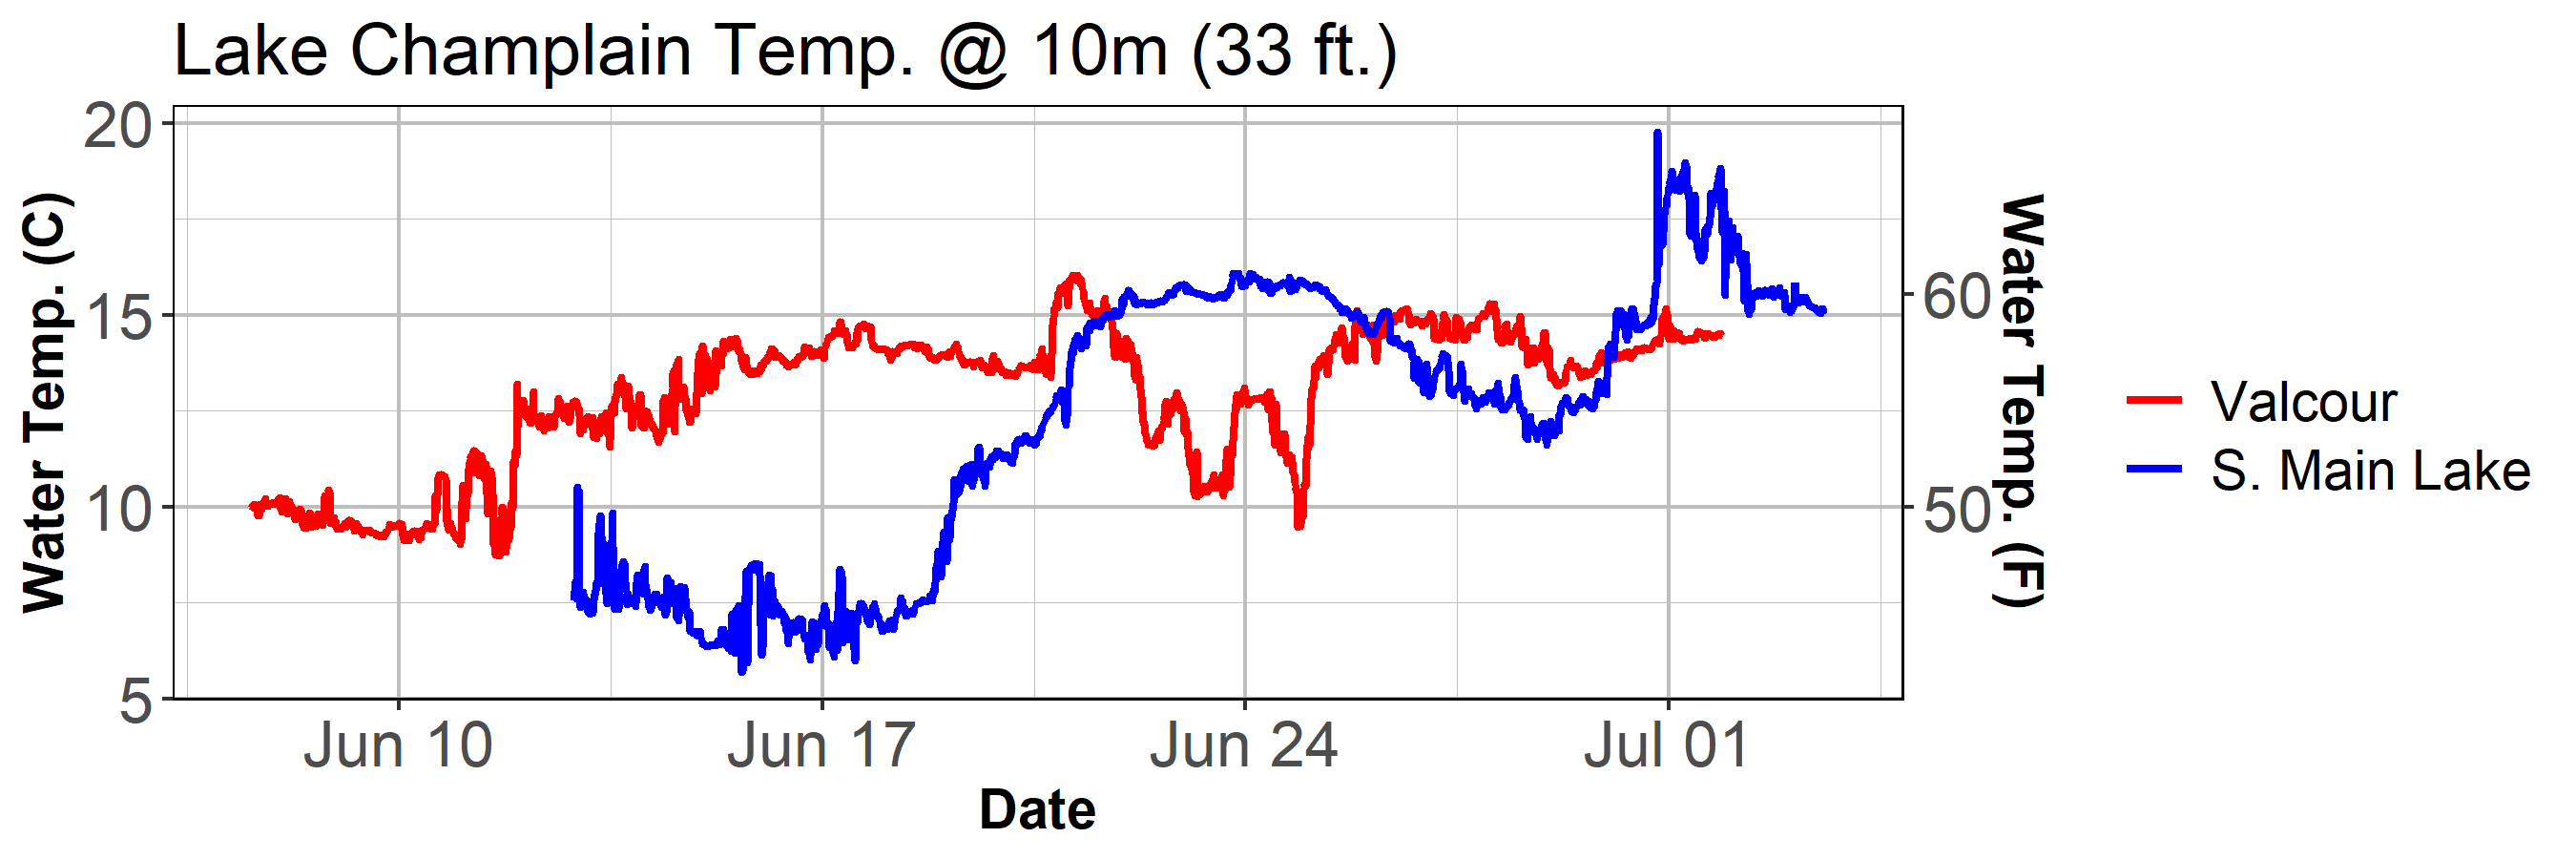 Lake Champlain Temp. @ 10m (33 ft.)
Water Temp. (C)
20
15
10
5
60
50
Water Temp. (F)
Jun 10
Jun 17
Jun 24
Jul 01
Date
Valcour
S. Main Lake